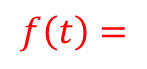 f(t) =